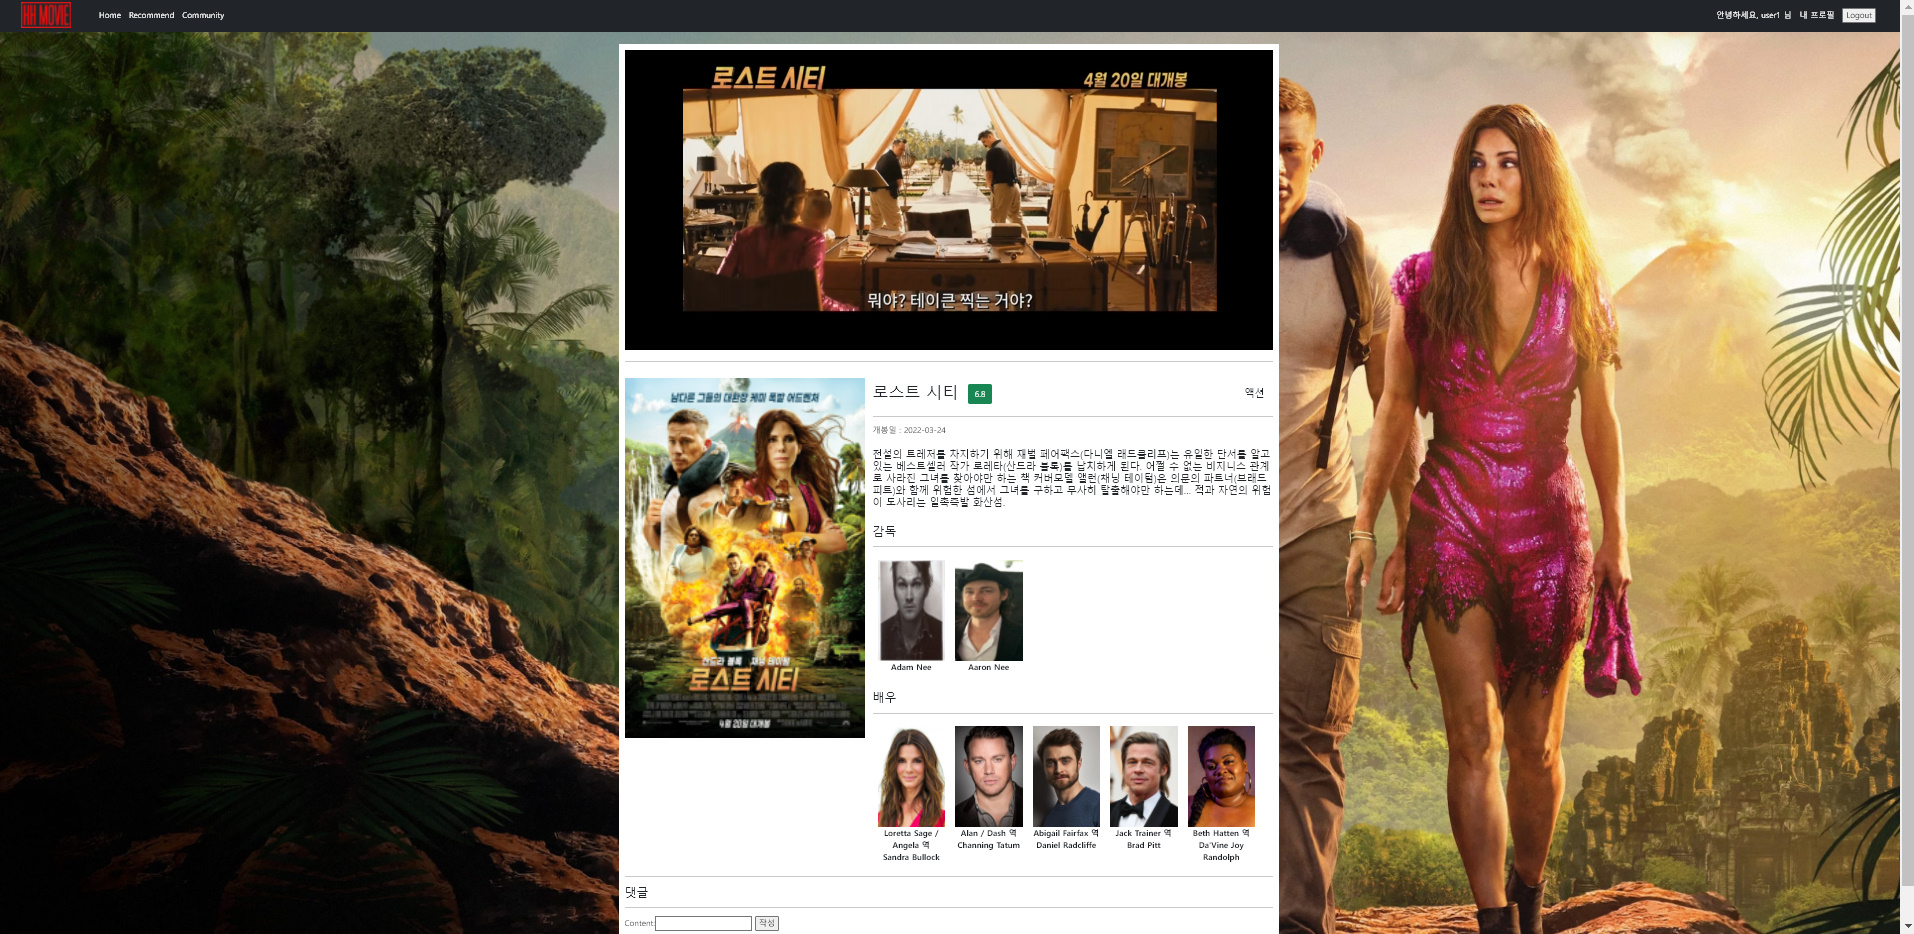 HH MOVIE
Home Recommend Community
안녕하세요, user1 님 내 프로필 Logout
로스트 시티 4월 20일 대개봉
뭐야? 테이큰 찍는 거야?
남다른 그들의 대환장 케미 폭발 어드벤처
산드라 블록 채닝 테이텀
로스트 시티
4월 20일 대개봉
로스트 시티 6.8 액션
개봉일 : 2022-03-24
전설의 트레저를 차지하기 위해 재벌 페어팩스(다니엘 래드클리프)는 유일한 단서를 알고
있는 베스트셀러 작가 로레타(산드라 블록)를 납치하게 된다. 어쩔 수 없는 비지니스 관계
로 사라진 그녀를 찾아야만 하는 책 커버모델 앨런(채닝 테이텀)은 의문의 파트너(브래드
피트)와 함께 위험한 섬에서 그녀를 구하고 무사히 탈출해야만 하는데… 적과 자연의 위험
이 도사리는 일촉즉발 화산섬.
감독
Adam Nee Aaron Nee
배우
Loretta Sage / Angela 역
Sandra Bullock
Alan / Dash 역
Channing Tatum
Abigail Fairfax 역
Daniel Radcliffe
Jack Trainer 역
Brad Pitt
Beth Hatten 역
Da'Vine Joy
Randolph
댓글
Content: 작성